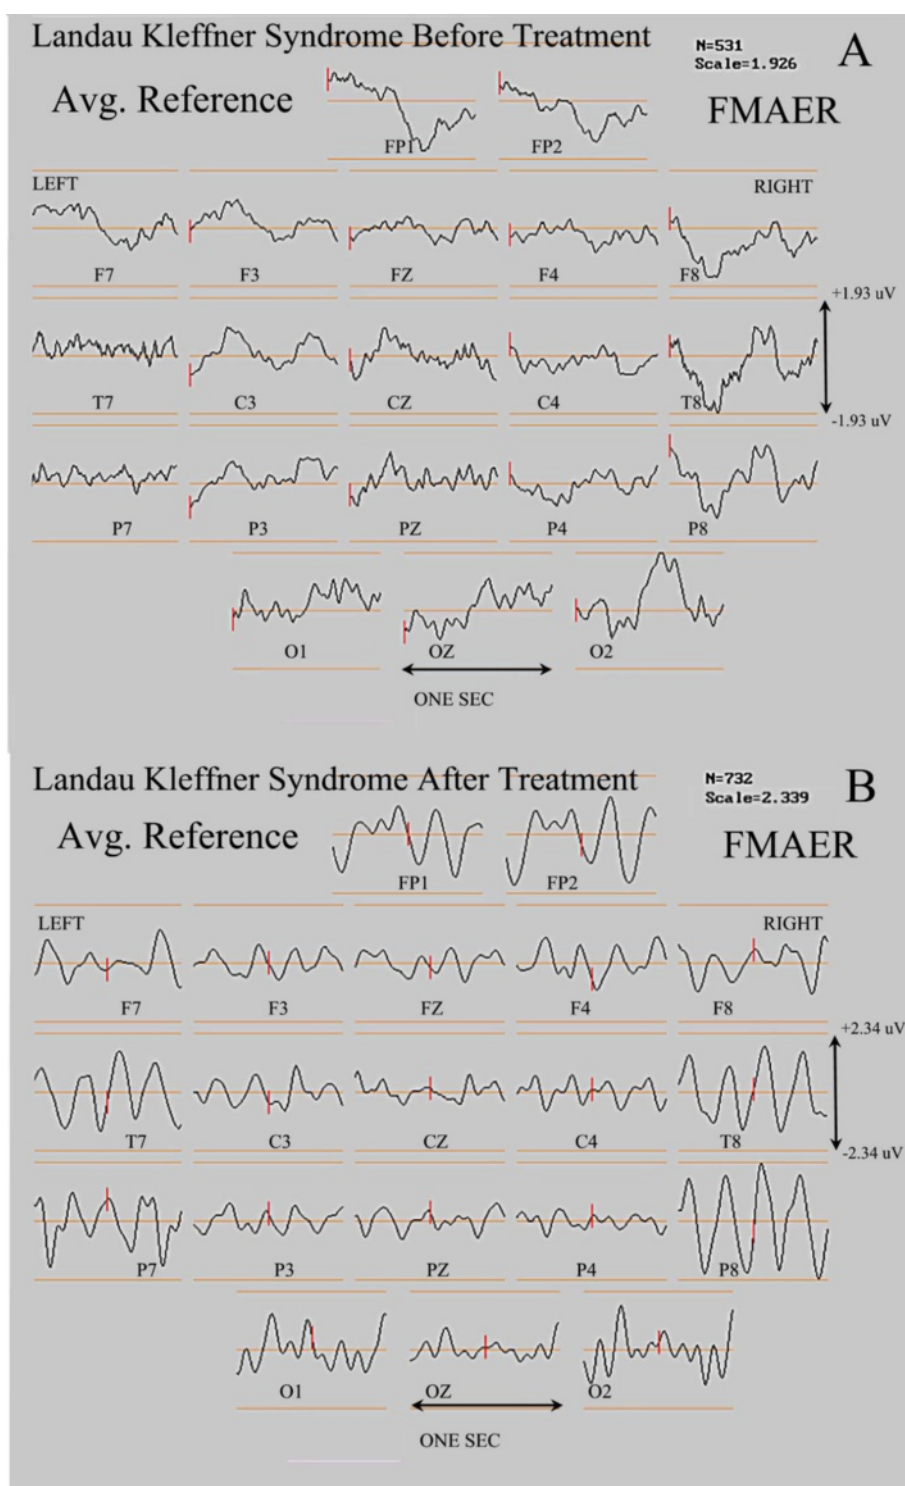 Landau Kleffner Syndrome Before Treatment
N=531
Scale=1.926
A
Avg. Reference
FMAER
FP1 FP2
LEFT RIGHT
F7 F3 FZ F4 F8
+1.93 uV
T7 C3 CZ C4 T8
-1.93 uV
P7 P3 PZ P4 P8
O1 OZ O2
ONE SEC
Landau Kleffner Syndrome After Treatment
N=732
Scale=2.339
B
Avg. Reference
FMAER
FP1 FP2
LEFT RIGHT
F7 F3 FZ F4 F8
+2.34 uV
T7 C3 CZ C4 T8
-2.34 uV
P7 P3 PZ P4 P8
O1 OZ O2
ONE SEC